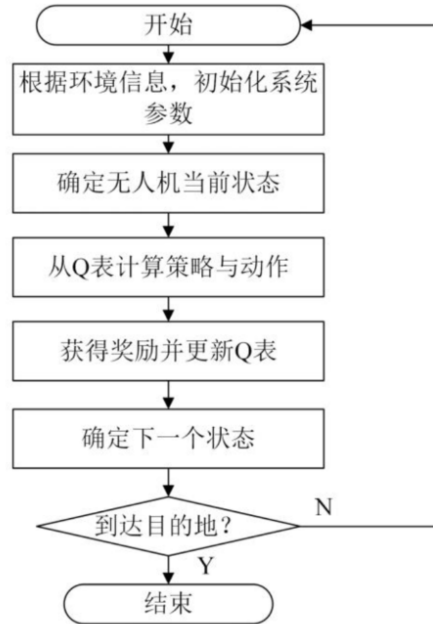 开始
根据环境信息，初始化系统
参数
确定无人机当前状态
从Q表计算策略与动作
获得奖励并更新Q表
确定下一个状态
到达目的地？
N
Y
结束